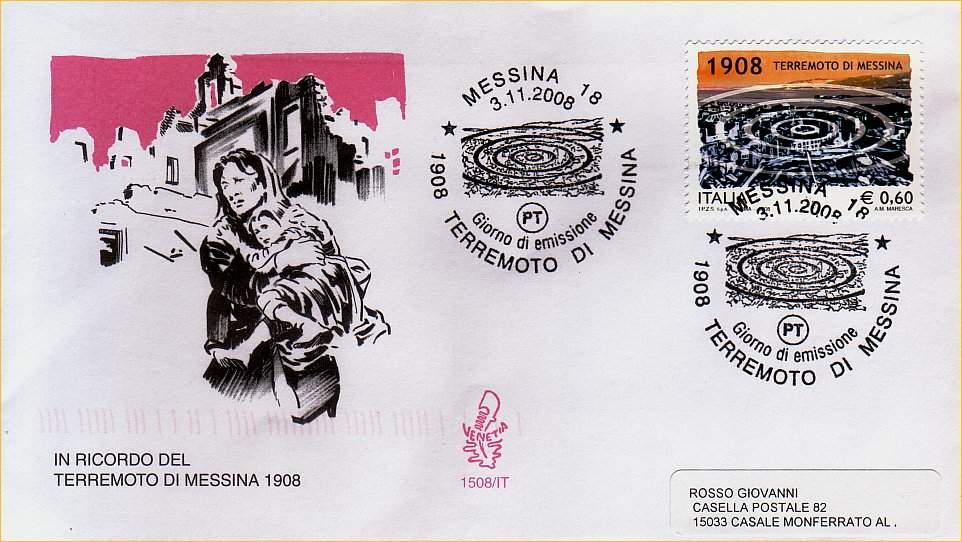 MESSINA 18
3.11.2008
Giorno di emissione
PT
1908 TERREMOTO DI MESSINA
1908 TERREMOTO DI MESSINA
ITALIA € 0,60
A.M. MARESCA
MESSINA 18
3.11.2008
Giorno di emissione
PT
1908 TERREMOTO DI MESSINA
VENETIA
1508/IT
IN RICORDO DEL
TERREMOTO DI MESSINA 1908
ROSSO GIOVANNI
CASELLA POSTALE 82
15033 CASALE MONFERRATO AL .